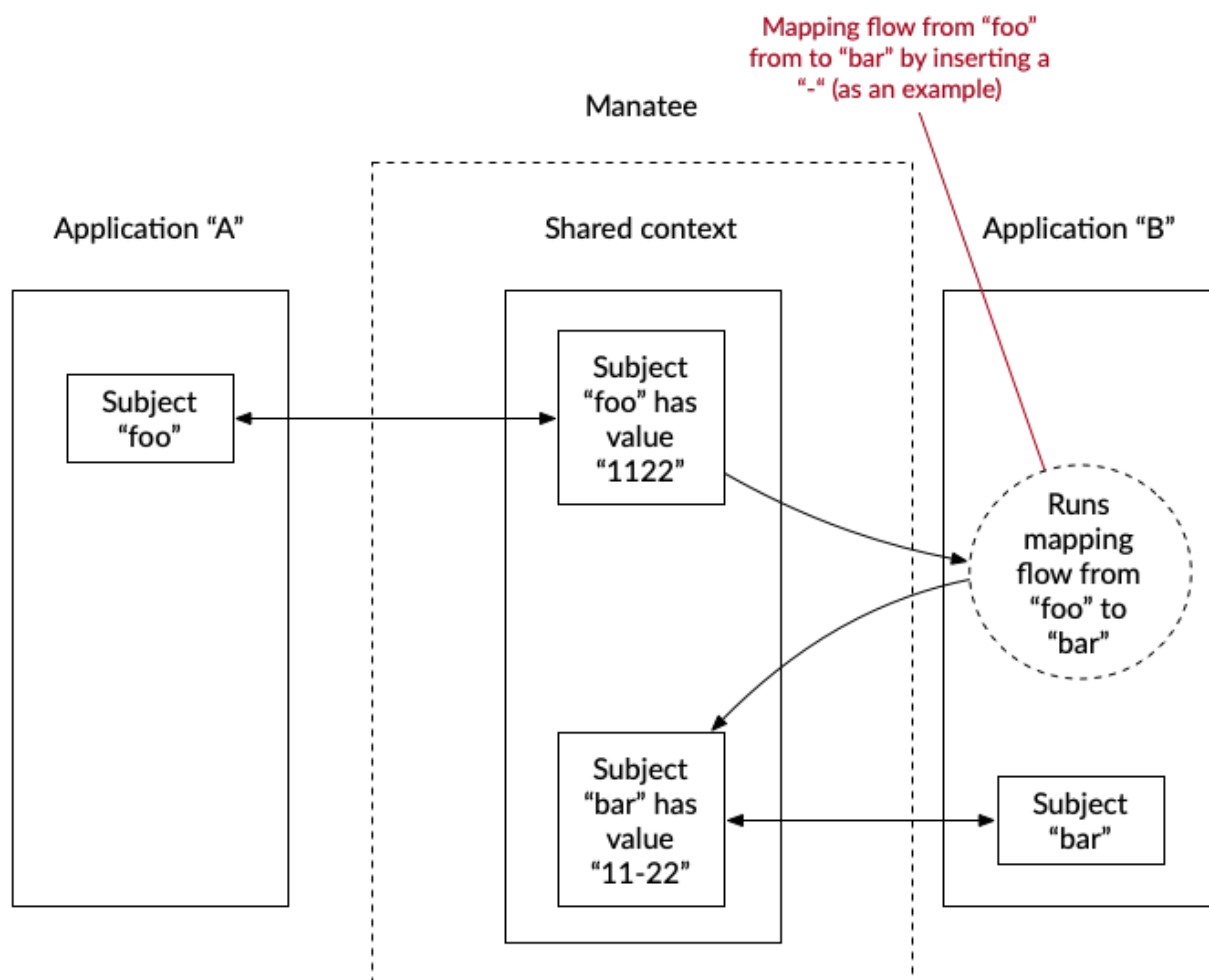 Mapping flow from “foo”
from to “bar” by inserting a
“-“ (as an example)
Manatee
Application “A”
Shared context
Application “B”
Subject
“foo”
Subject
“foo” has
value
“1122”
Runs
mapping
flow from
“foo” to
“bar”
Subject
“bar” has
value
“11-22”
Subject
“bar”